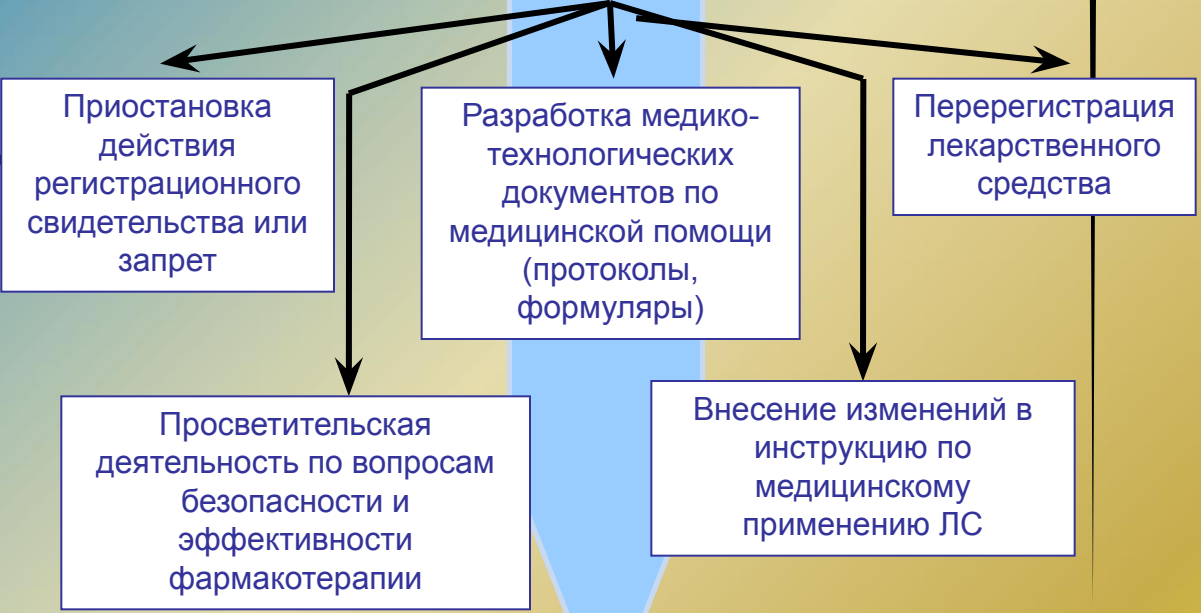 Приостановка
действия
регистрационного
свидетельства или
запрет
Разработка медико-
технологических
документов по
медицинской помощи
(протоколы,
формуляры)
Перерегистрация
лекарственного
средства
Просветительская
деятельность по вопросам
безопасности и
эффективности
фармакотерапии
Внесение изменений в
инструкцию по
медицинскому
применению ЛС